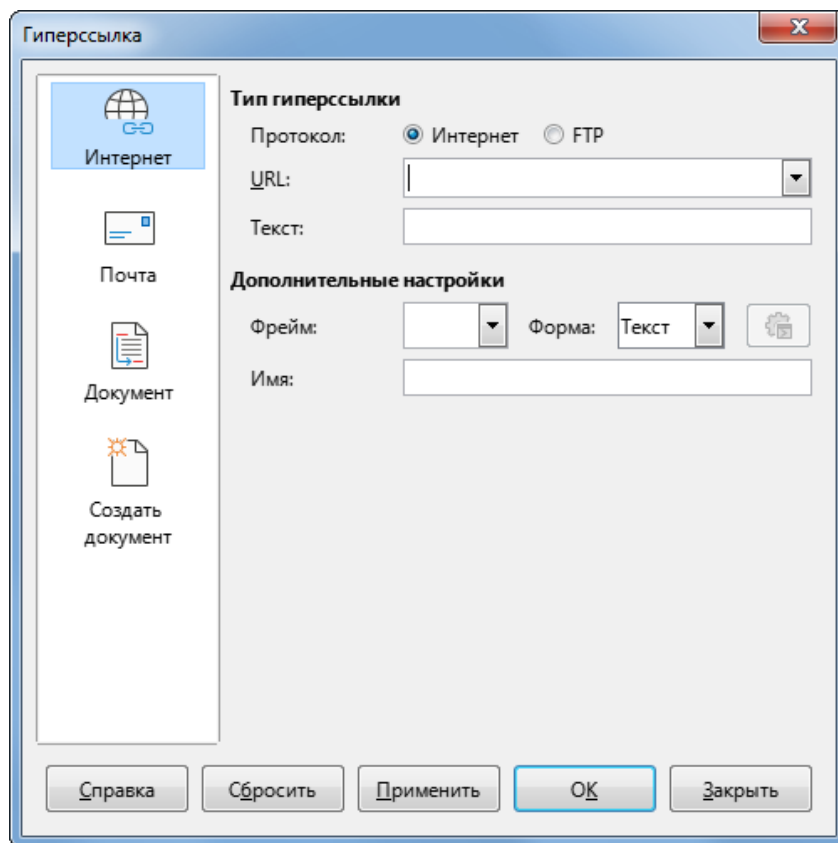 Гиперссылка
Интернет
Почта
Документ
Создать
документ
Тип гиперссылки
Протокол: Интернет FTP
URL:
Текст:
Дополнительные настройки
Фрейм: Форма: Текст
Имя:
Справка Сбросить Применить ОК Закрыть